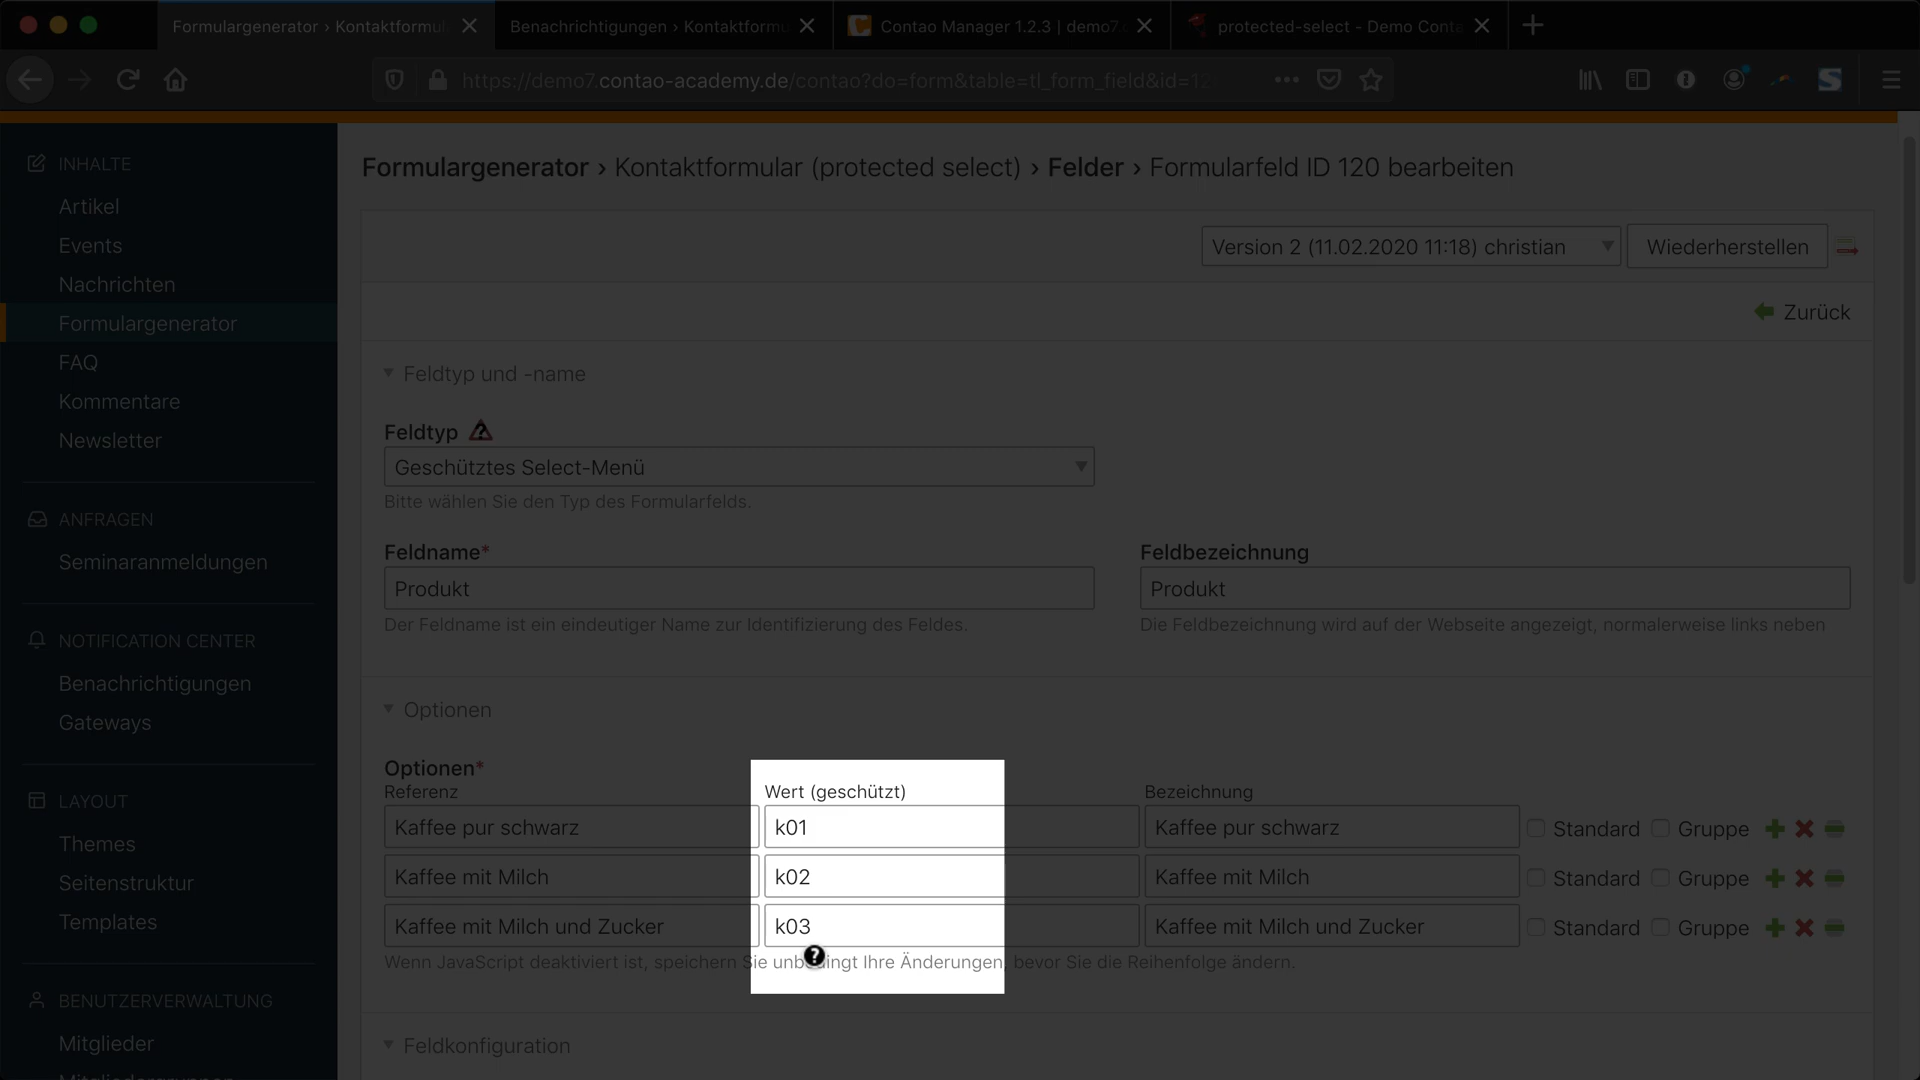 Formulargenerator › Kontaktformul
Benachrichtigungen › Kontaktformu
Contao Manager 1.2.3 | demo7.c
protected-select - Demo Conta
https://demo7.contao-academy.de/contao?do=form&table=tl_form_field&id=12
INHALTE
Artikel
Events
Nachrichten
Formulargenerator
FAQ
Kommentare
Newsletter
ANFRAGEN
Seminaranmeldungen
NOTIFICATION CENTER
Benachrichtigungen
Gateways
LAYOUT
Themes
Seitenstruktur
Templates
BENUTZERVERWALTUNG
Mitglieder
Mitgliedergruppen
Formulargenerator › Kontaktformular (protected select) › Felder › Formularfeld ID 120 bearbeiten
Version 2 (11.02.2020 11:18) christian
Wiederherstellen
Zurück
Feldtyp und -name
Feldtyp
Geschütztes Select-Menü
Bitte wählen Sie den Typ des Formularfelds.
Feldname*
Feldbezeichnung
Produkt
Produkt
Der Feldname ist ein eindeutiger Name zur Identifizierung des Feldes.
Die Feldbezeichnung wird auf der Webseite angezeigt, normalerweise links neben
Optionen
Optionen*
Referenz
Wert (geschützt)
Bezeichnung
Kaffee pur schwarz
k01
Kaffee pur schwarz
Standard
Gruppe
Kaffee mit Milch
k02
Kaffee mit Milch
Standard
Gruppe
Kaffee mit Milch und Zucker
k03
Kaffee mit Milch und Zucker
Standard
Gruppe
Wenn JavaScript deaktiviert ist, speichern Sie unbedingt Ihre Änderungen, bevor Sie die Reihenfolge ändern.
Feldkonfiguration